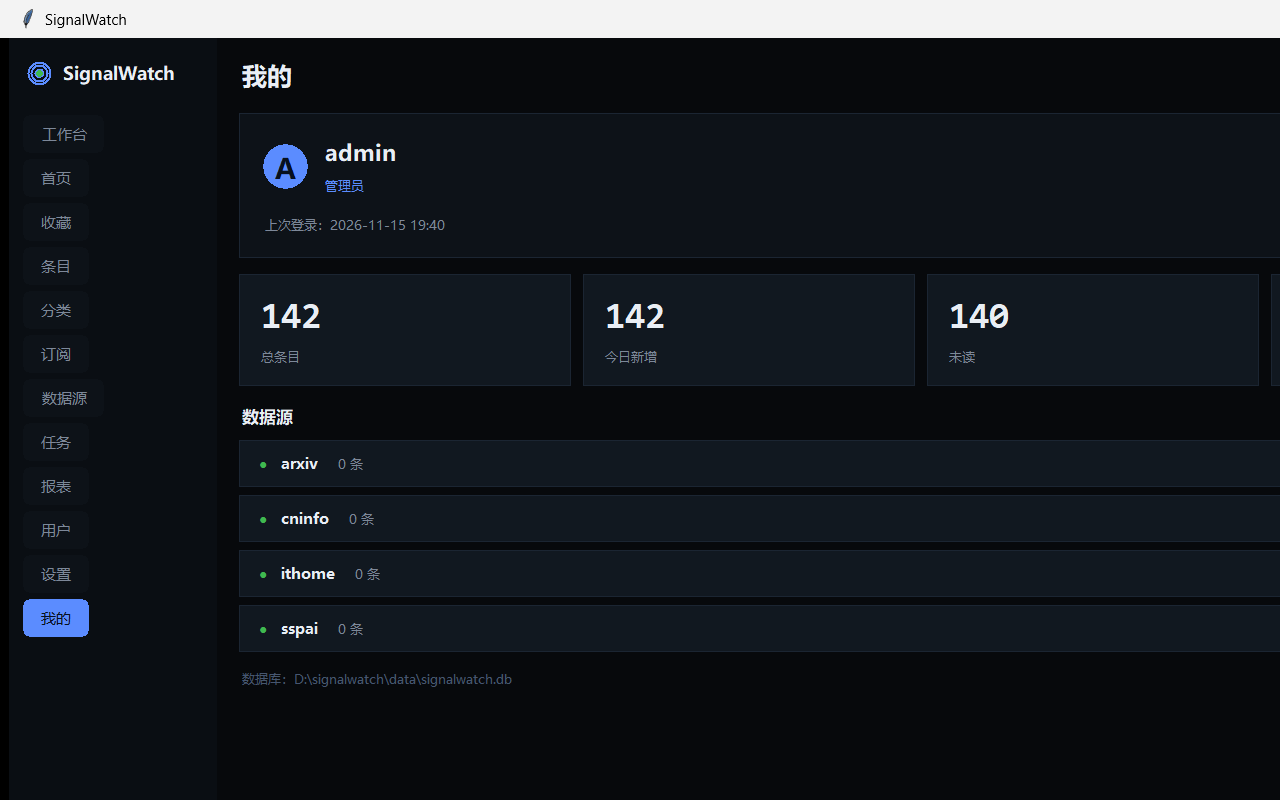 SignalWatch
SignalWatch
工作台
首页
收藏
条目
分类
订阅
数据源
任务
报表
用户
设置
我的
我的
A
admin
管理员
上次登录：2026-11-15 19:40
142
总条目
142
今日新增
140
未读
数据源
arxiv 0 条
cninfo 0 条
ithome 0 条
sspai 0 条
数据库：D:\signalwatch\data\signalwatch.db